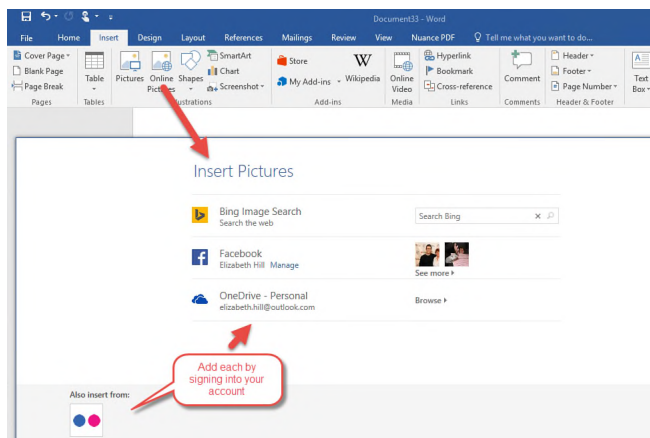 Document33 - Word
File Home Insert Design Layout References Mailings Review View Nuance PDF Tell me what you want to do...
Cover Page
Blank Page
Page Break
Pages
Table
Tables
Pictures
Online Pictures
Shapes
SmartArt
Chart
Screenshot
Illustrations
Store
My Add-ins
W
Wikipedia
Add-ins
Online
Video
Media
Hyperlink
Bookmark
Cross-reference
Links
Comment
Comments
Header
Footer
Page Number
Header & Footer
A
Text
Box
Insert Pictures
b
Bing Image Search
Search the web
Search Bing
f
Facebook
Elizabeth Hill Manage
See more
OneDrive - Personal
elizabeth.hill@outlook.com
Browse
Add each by
signing into your
account
Also insert from: